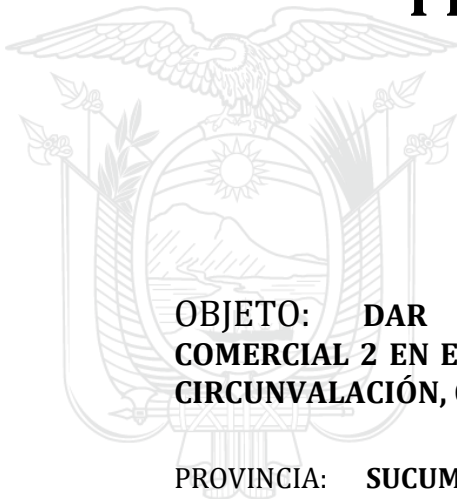 OBJETO: DAR
COMERCIAL 2 EN E
CIRCUNVALACIÓN,
PROVINCIA: SUCUM